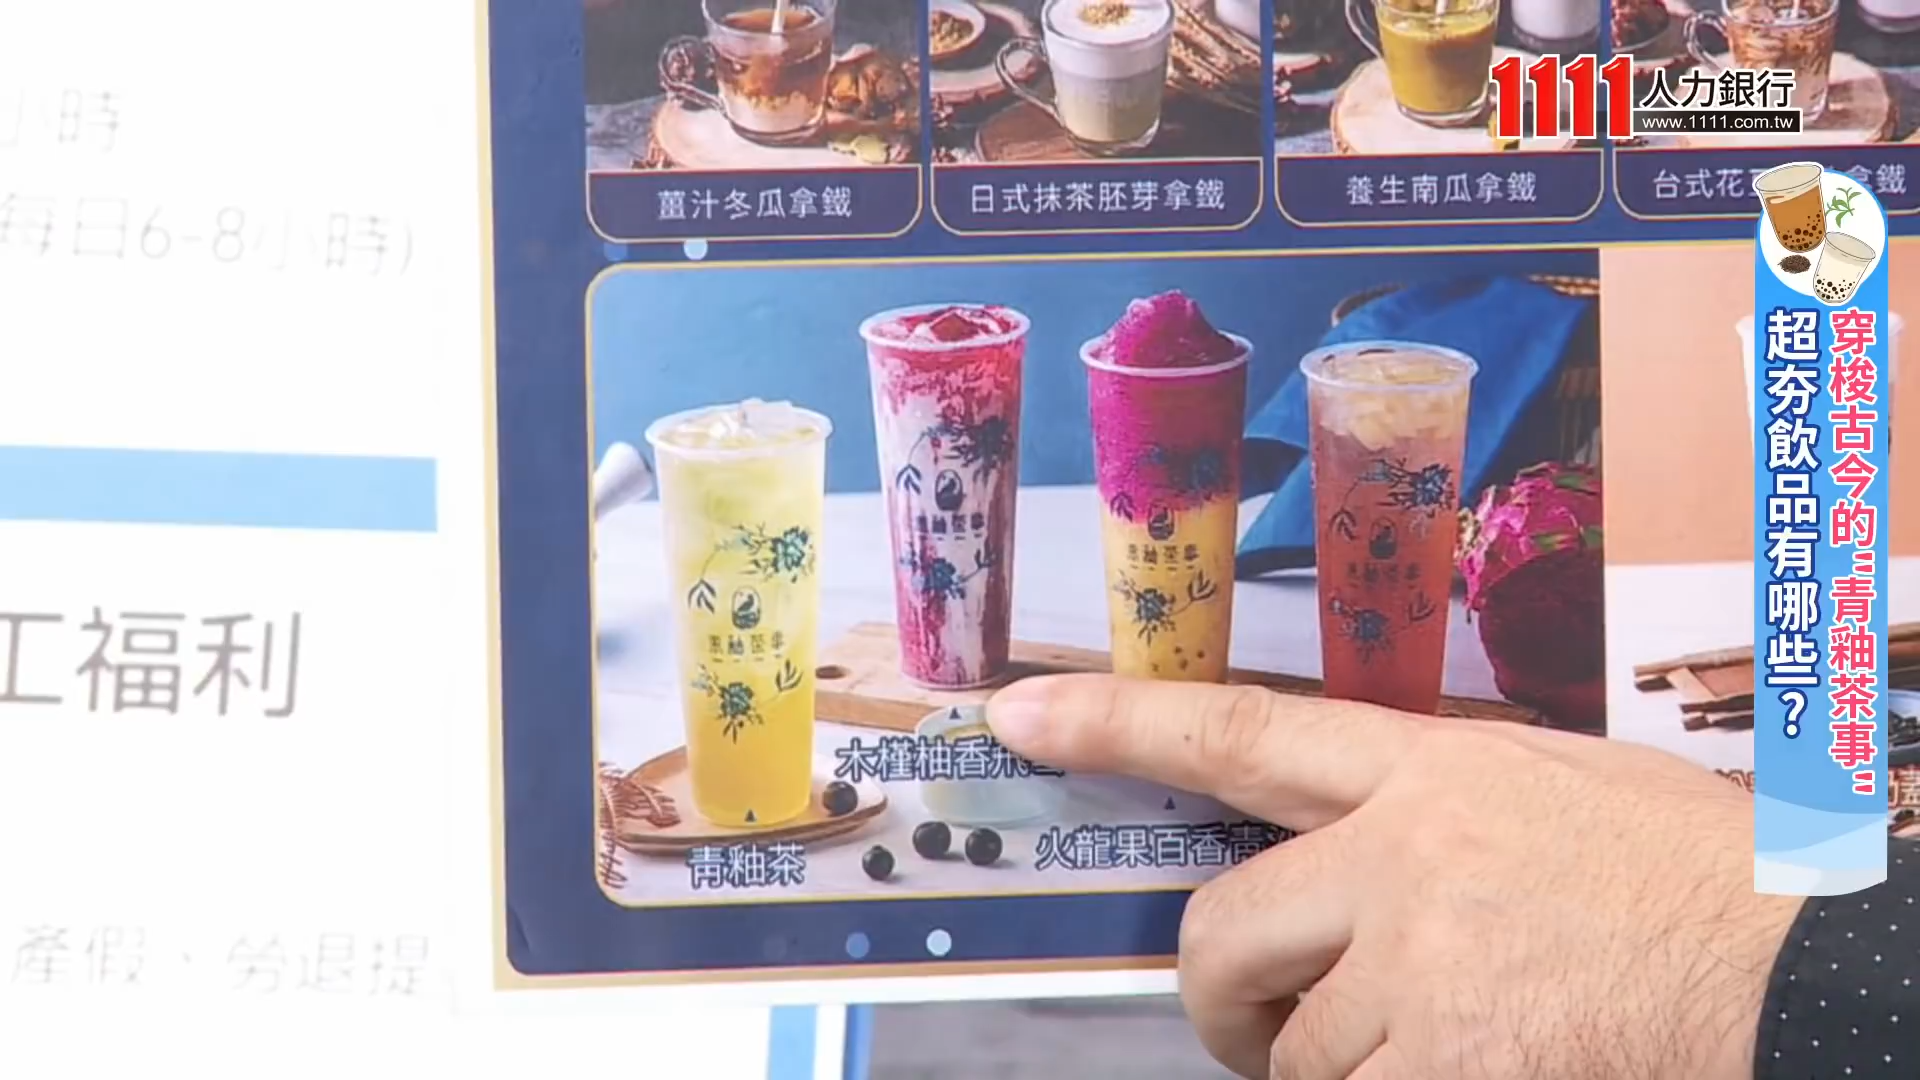 小時
每日6-8小時)
工福利
產假、勞退提
薑汁冬瓜拿鐵
日式抹茶胚芽拿鐵
養生南瓜拿鐵
台式花
拿鐵
木槿柚香
青釉茶
火龍果百香青
1111人力銀行
www.1111.com.tw
穿梭古今的"青釉茶事"
超夯飲品有哪些?